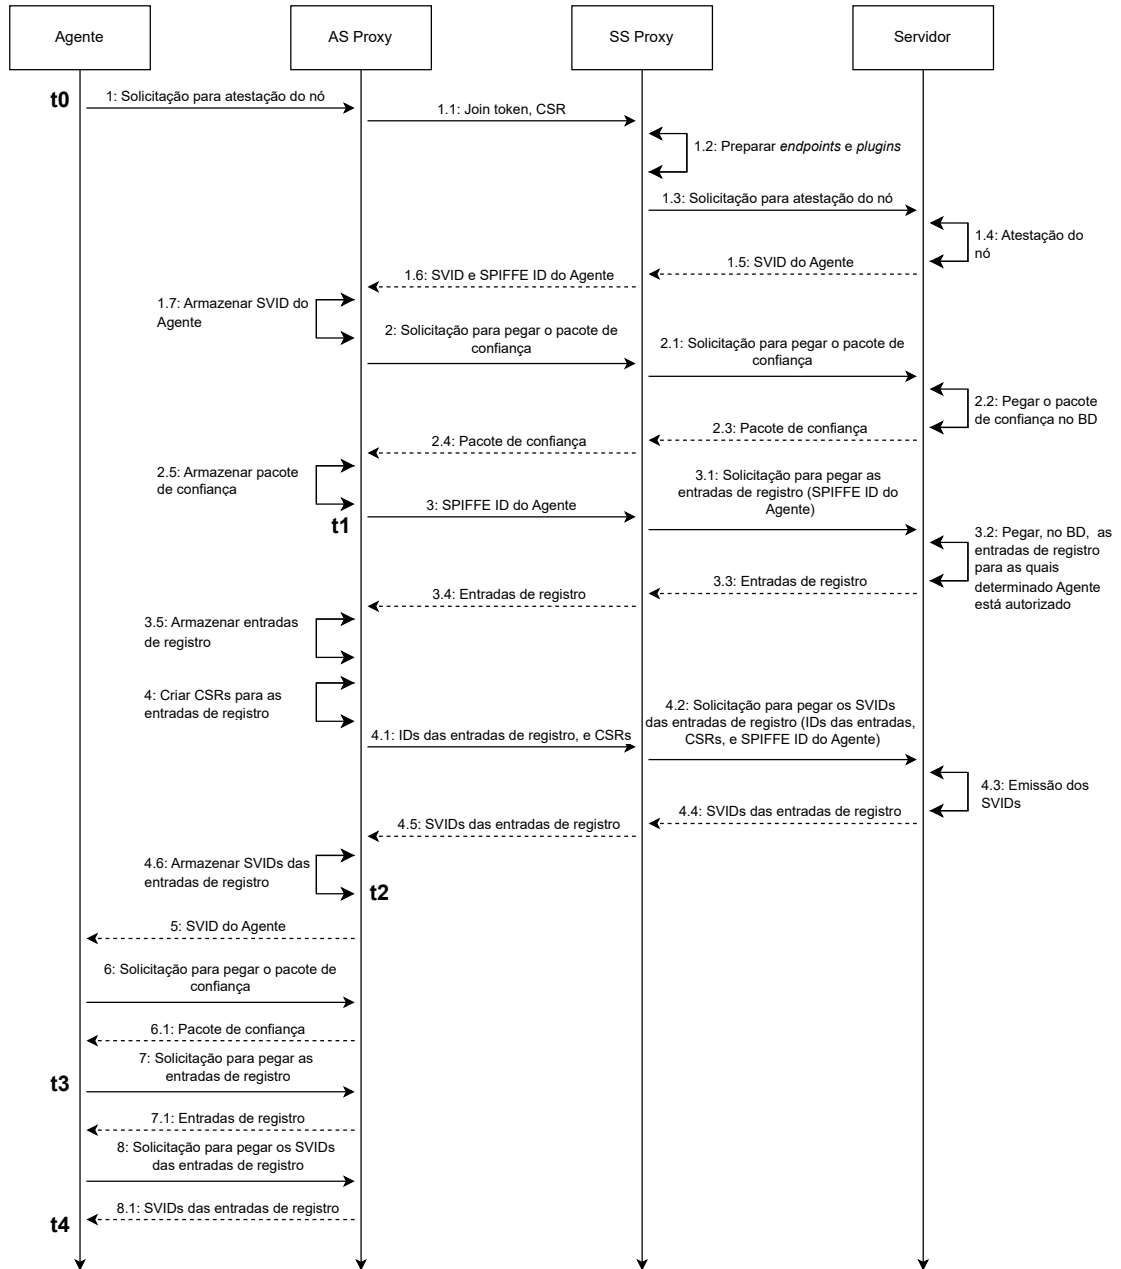 Agente
AS Proxy
SS Proxy
Servidor
t0
1: Solicitação para atestação do nó
1.1: Join token, CSR
1.2: Preparar endpoints e plugins
1.3: Solicitação para atestação do nó
1.4: Atestação do
nó
1.5: SVID do Agente
1.6: SVID e SPIFFE ID do Agente
1.7: Armazenar SVID do
Agente
2: Solicitação para pegar o pacote de
confiança
2.1: Solicitação para pegar o pacote de
confiança
2.2: Pegar o pacote
de confiança no BD
2.3: Pacote de confiança
2.4: Pacote de confiança
2.5: Armazenar pacote
de confiança
t1
3: SPIFFE ID do Agente
3.1: Solicitação para pegar as
entradas de registro (SPIFFE ID do
Agente)
3.2: Pegar, no BD, as
entradas de registro
para as quais
determinado Agente
está autorizado
3.3: Entradas de registro
3.4: Entradas de registro
3.5: Armazenar entradas
de registro
4: Criar CSRs para as
entradas de registro
4.1: IDs das entradas de registro, e CSRs
4.2: Solicitação para pegar os SVIDs
das entradas de registro (IDs das entradas,
CSRs, e SPIFFE ID do Agente)
4.3: Emissão dos
SVIDs
4.4: SVIDs das entradas de registro
4.5: SVIDs das entradas de registro
4.6: Armazenar SVIDs das
entradas de registro
t2
5: SVID do Agente
6: Solicitação para pegar o pacote de
confiança
6.1: Pacote de confiança
7: Solicitação para pegar as
entradas de registro
t3
7.1: Entradas de registro
8: Solicitação para pegar os SVIDs
das entradas de registro
8.1: SVIDs das entradas de registro
t4